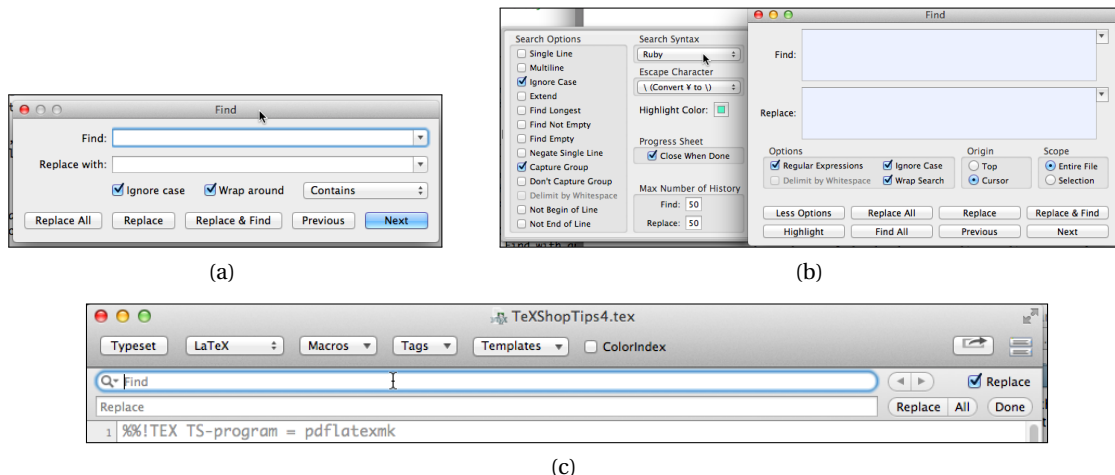 Find
Find:
Replace with:
Ignore case
Wrap around
Contains
Replace All
Replace
Replace & Find
Previous
Next
(a)
Search Options
Single Line
Multiline
Ignore Case
Extend
Find Longest
Find Not Empty
Find Empty
Negate Single Line
Capture Group
Don't Capture Group
Delimit by Whitespace
Not Begin of Line
Not End of Line
Search Syntax
Ruby
Escape Character
\ (Convert ¥ to \)
Highlight Color:
Progress Sheet
Close When Done
Max Number of History
Find: 50
Replace: 50
Find
Find:
Replace:
Options
Regular Expressions
Ignore Case
Delimit by Whitespace
Wrap Search
Origin
Top
Cursor
Scope
Entire File
Selection
Less Options
Replace All
Replace
Replace & Find
Highlight
Find All
Previous
Next
(b)
TeXShopTips4.tex
Typeset
LaTeX
Macros
Tags
Templates
ColorIndex
Find
Replace
Replace
Replace
All
Done
1 %%!TEX TS-program = pdflatexmk
(c)